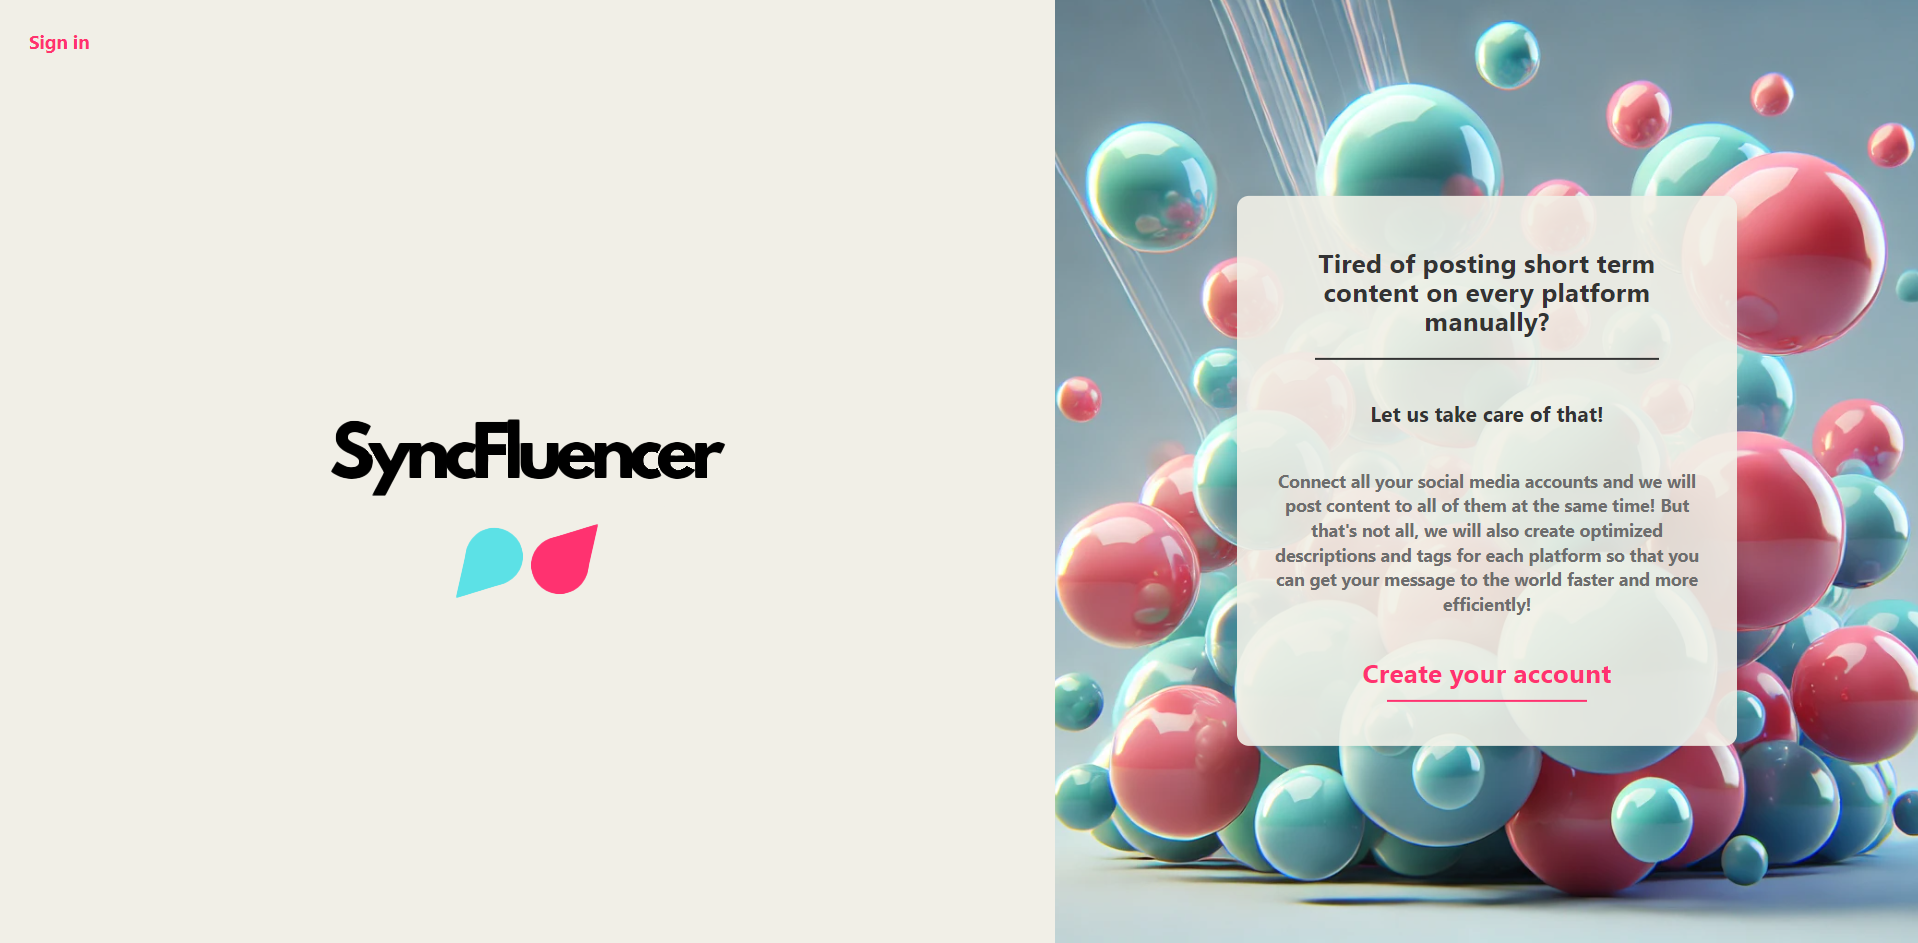 Sign in
SyncFluencer
Tired of posting short term
content on every platform
manually?
Let us take care of that!
Connect all your social media accounts and we will
post content to all of them at the same time! But
that's not all, we will also create optimized
descriptions and tags for each platform so that you
can get your message to the world faster and more
efficiently!
Create your account